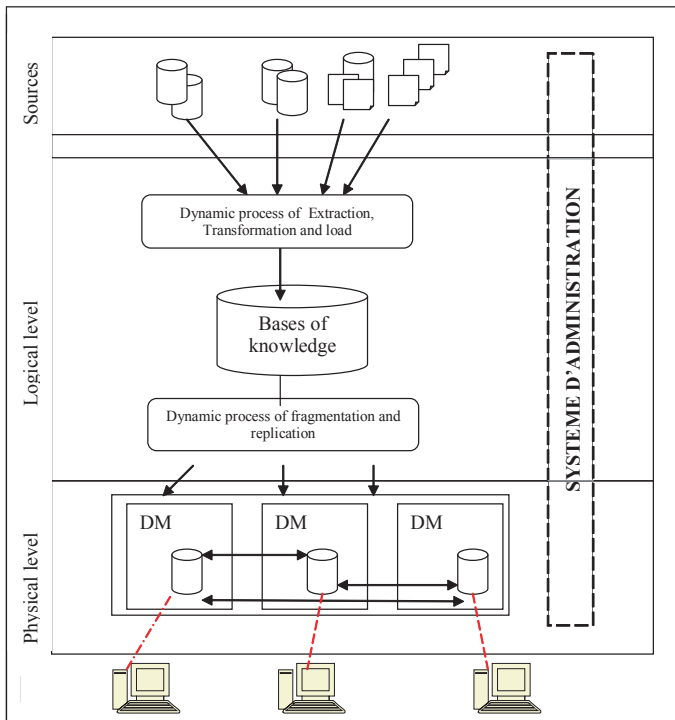 Sources
Dynamic process of Extraction,
Transformation and load
Logical level
Bases of
knowledge
Dynamic process of fragmentation and
replication
SYSTEME D'ADMINISTRATION
Physical level
DM
DM
DM